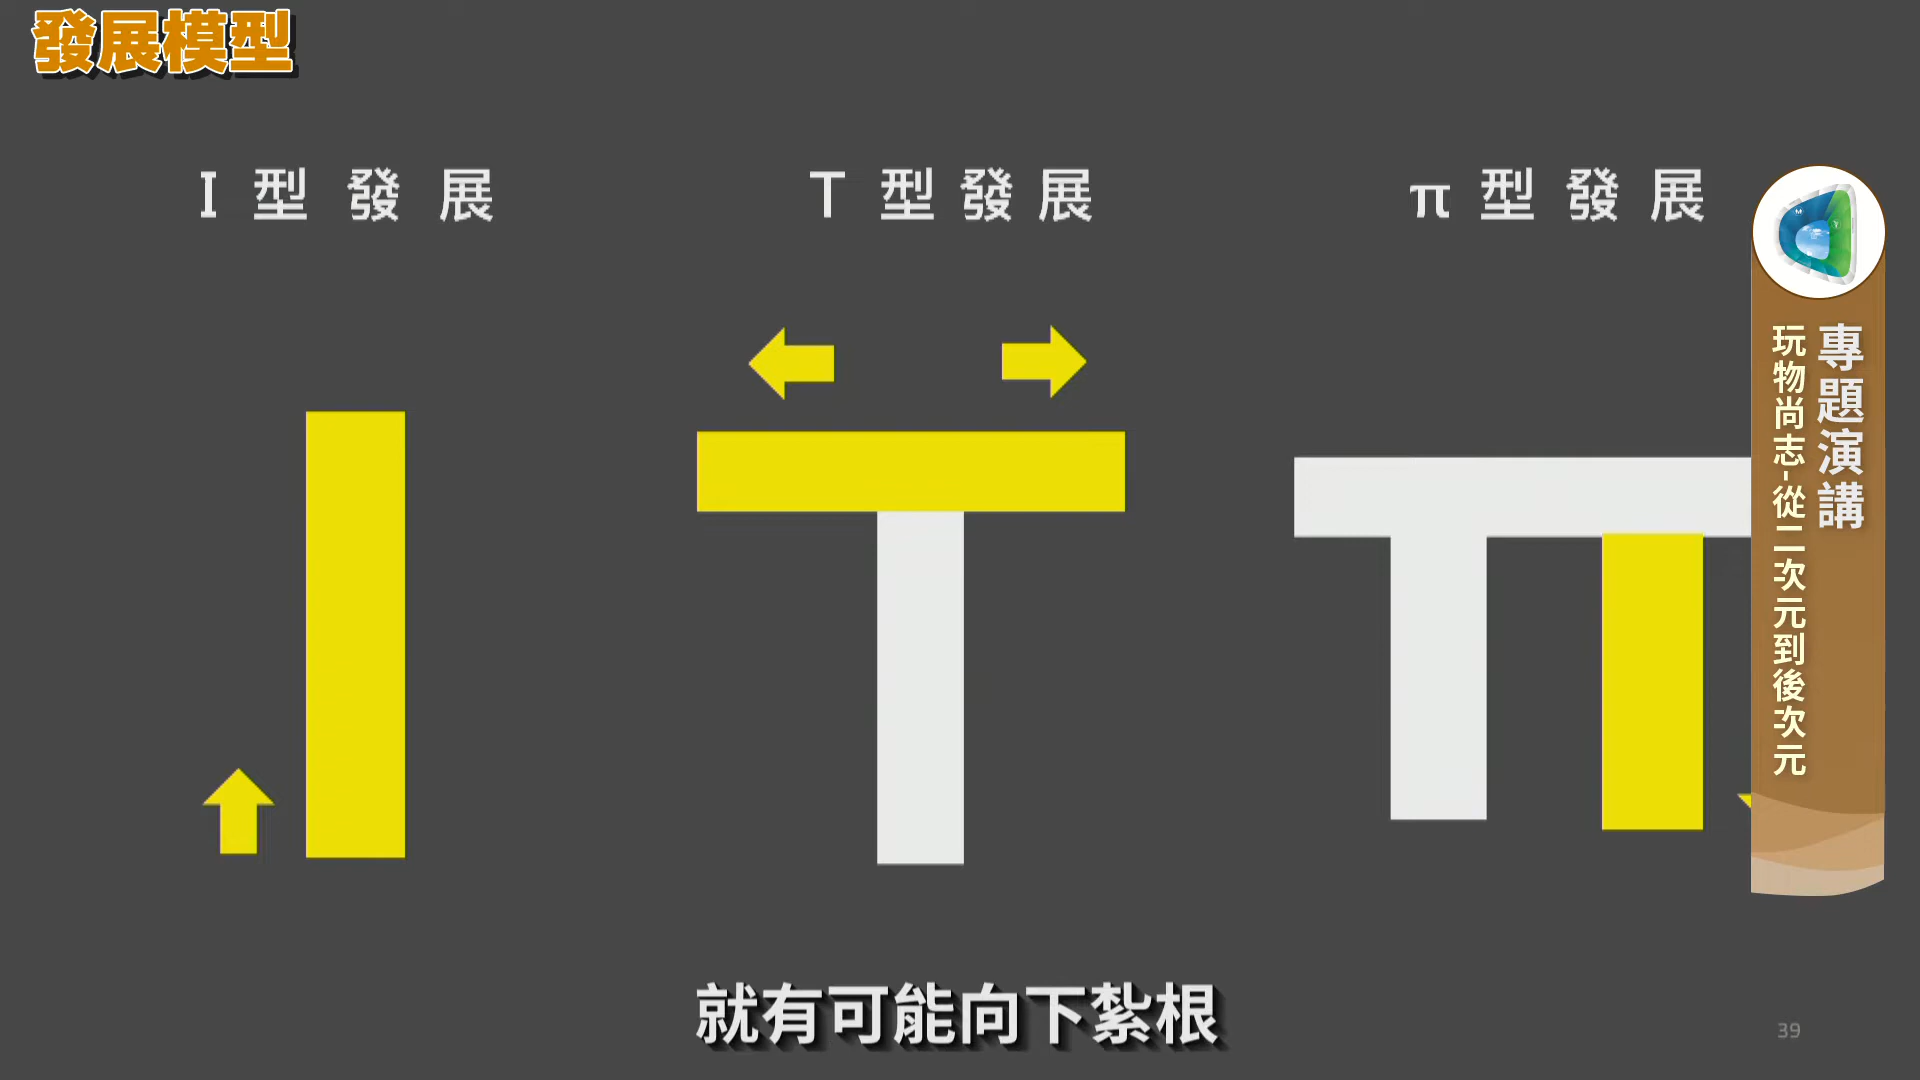 發展模型
I 型發展
T 型發展
π 型發展
專題演講
玩物尚志-從二次元到後次元
就有可能向下紮根
39